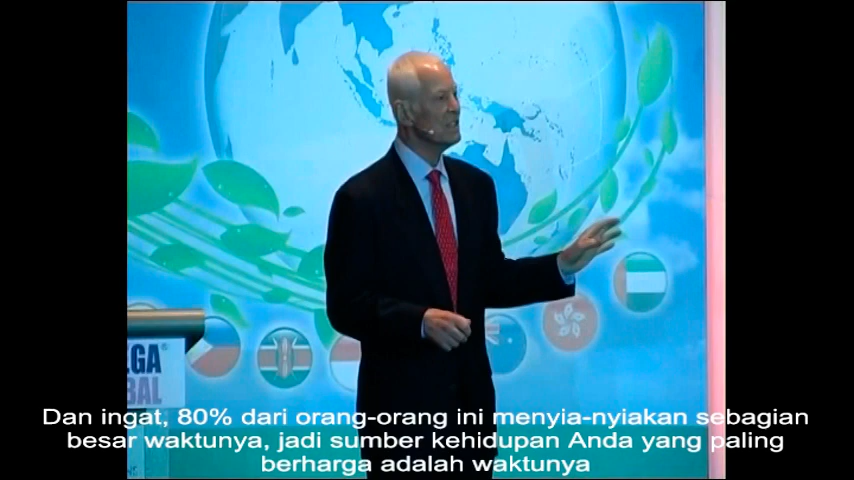 EGA
BAL
Dan ingat, 80% dari orang-orang ini menyia-nyiakan sebagian
besar waktunya, jadi sumber kehidupan Anda yang paling
berharga adalah waktunya